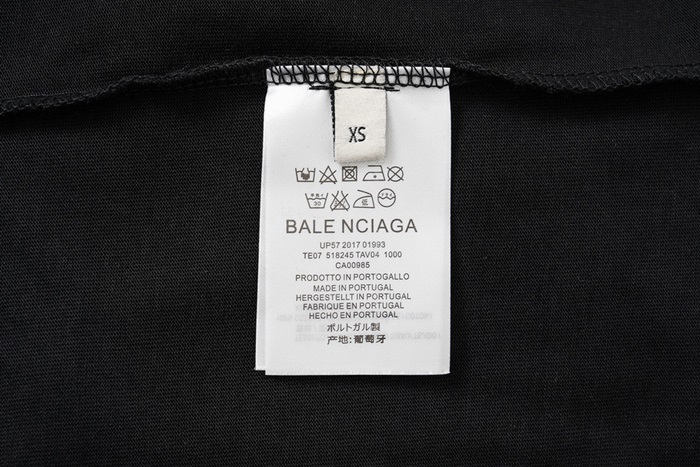 XS
30
BALE NCIAGA
UP57 2017 01993
TE07 518245 TAV04 1000
CA00985
PRODOTTO IN PORTOGALLO
MADE IN PORTUGAL
HERGESTELLT IN PORTUGAL
FABRIQUE EN PORTUGAL
HECHO EN PORTUGAL
ポルトガル製
产地:葡萄牙